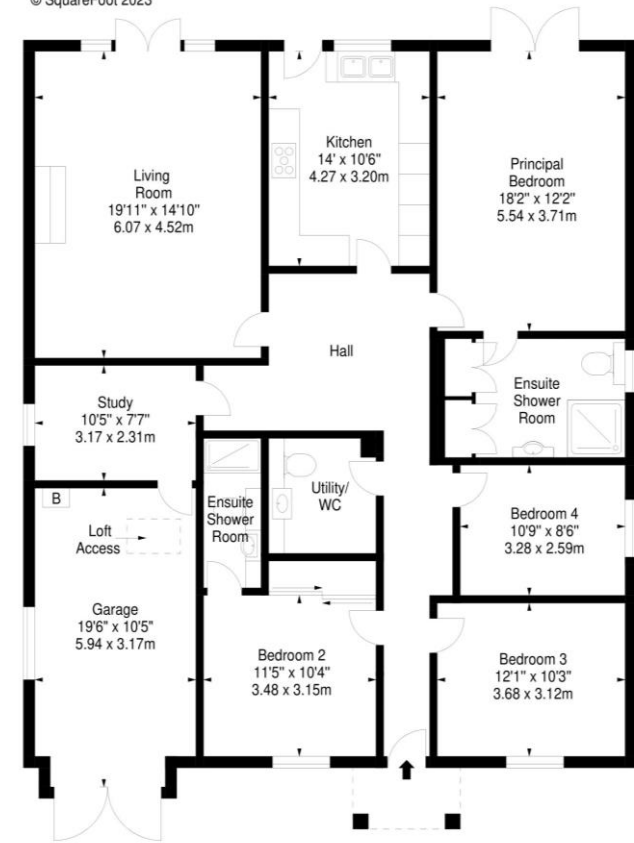 © SquareFoot 2023
Living
Room
19'11" x 14'10"
6.07 x 4.52m
Kitchen
14' x 10'6"
4.27 x 3.20m
Principal
Bedroom
18'2" x 12'2"
5.54 x 3.71m
Hall
Study
10'5" x 7'7"
3.17 x 2.31m
Ensuite
Shower
Room
B
Loft
Access
Ensuite
Shower
Room
Utility/
WC
Bedroom 4
10'9" x 8'6"
3.28 x 2.59m
Garage
19'6" x 10'5"
5.94 x 3.17m
Bedroom 2
11'5" x 10'4"
3.48 x 3.15m
Bedroom 3
12'1" x 10'3"
3.68 x 3.12m